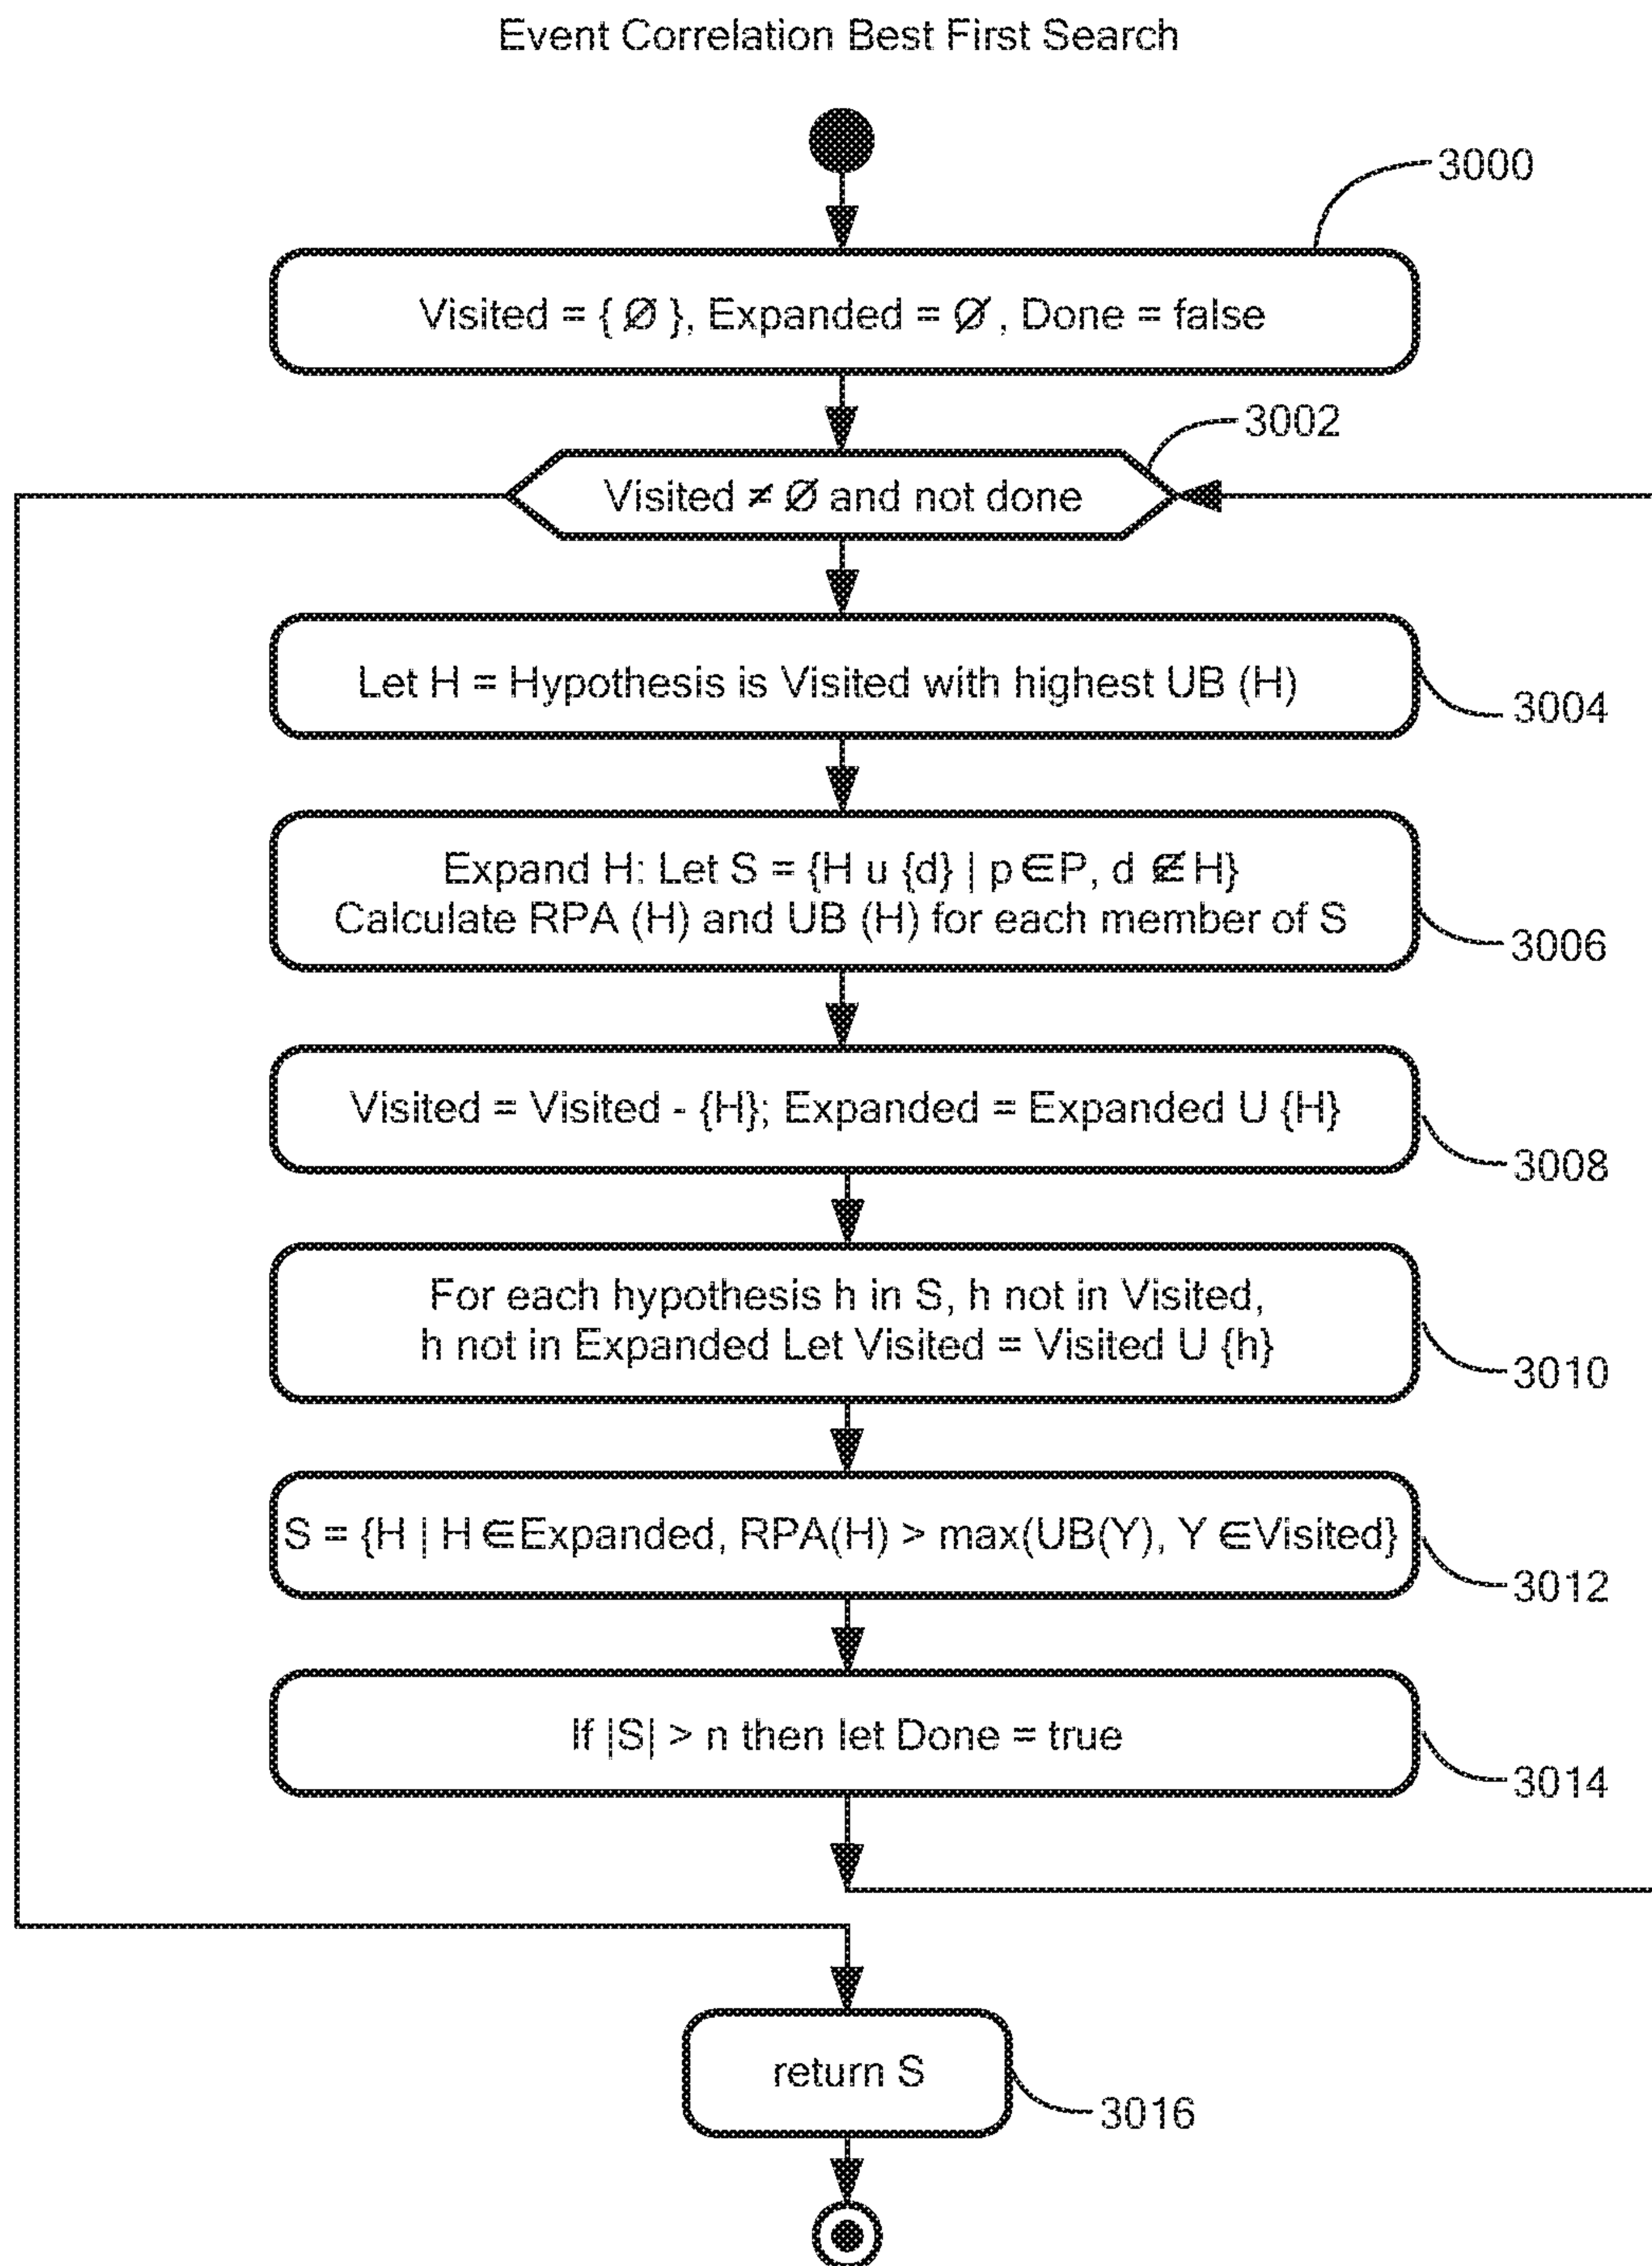 Event Correlation Best First Search
3000
Visited = { Ø }, Expanded = Ø , Done = false
3002
Visited ≠ Ø and not done
Let H = Hypothesis is Visited with highest UB (H)
3004
Expand H: Let S = {H u {d} | p∈P, d ∉H}
Calculate RPA (H) and UB (H) for each member of S
3006
Visited = Visited - {H}; Expanded = Expanded U {H}
3008
For each hypothesis h in S, h not in Visited,
h not in Expanded Let Visited = Visited U {h}
3010
S = {H | H ∈Expanded, RPA(H) > max(UB(Y), Y ∈Visited}
3012
If |S| > n then let Done = true
3014
return S
3016